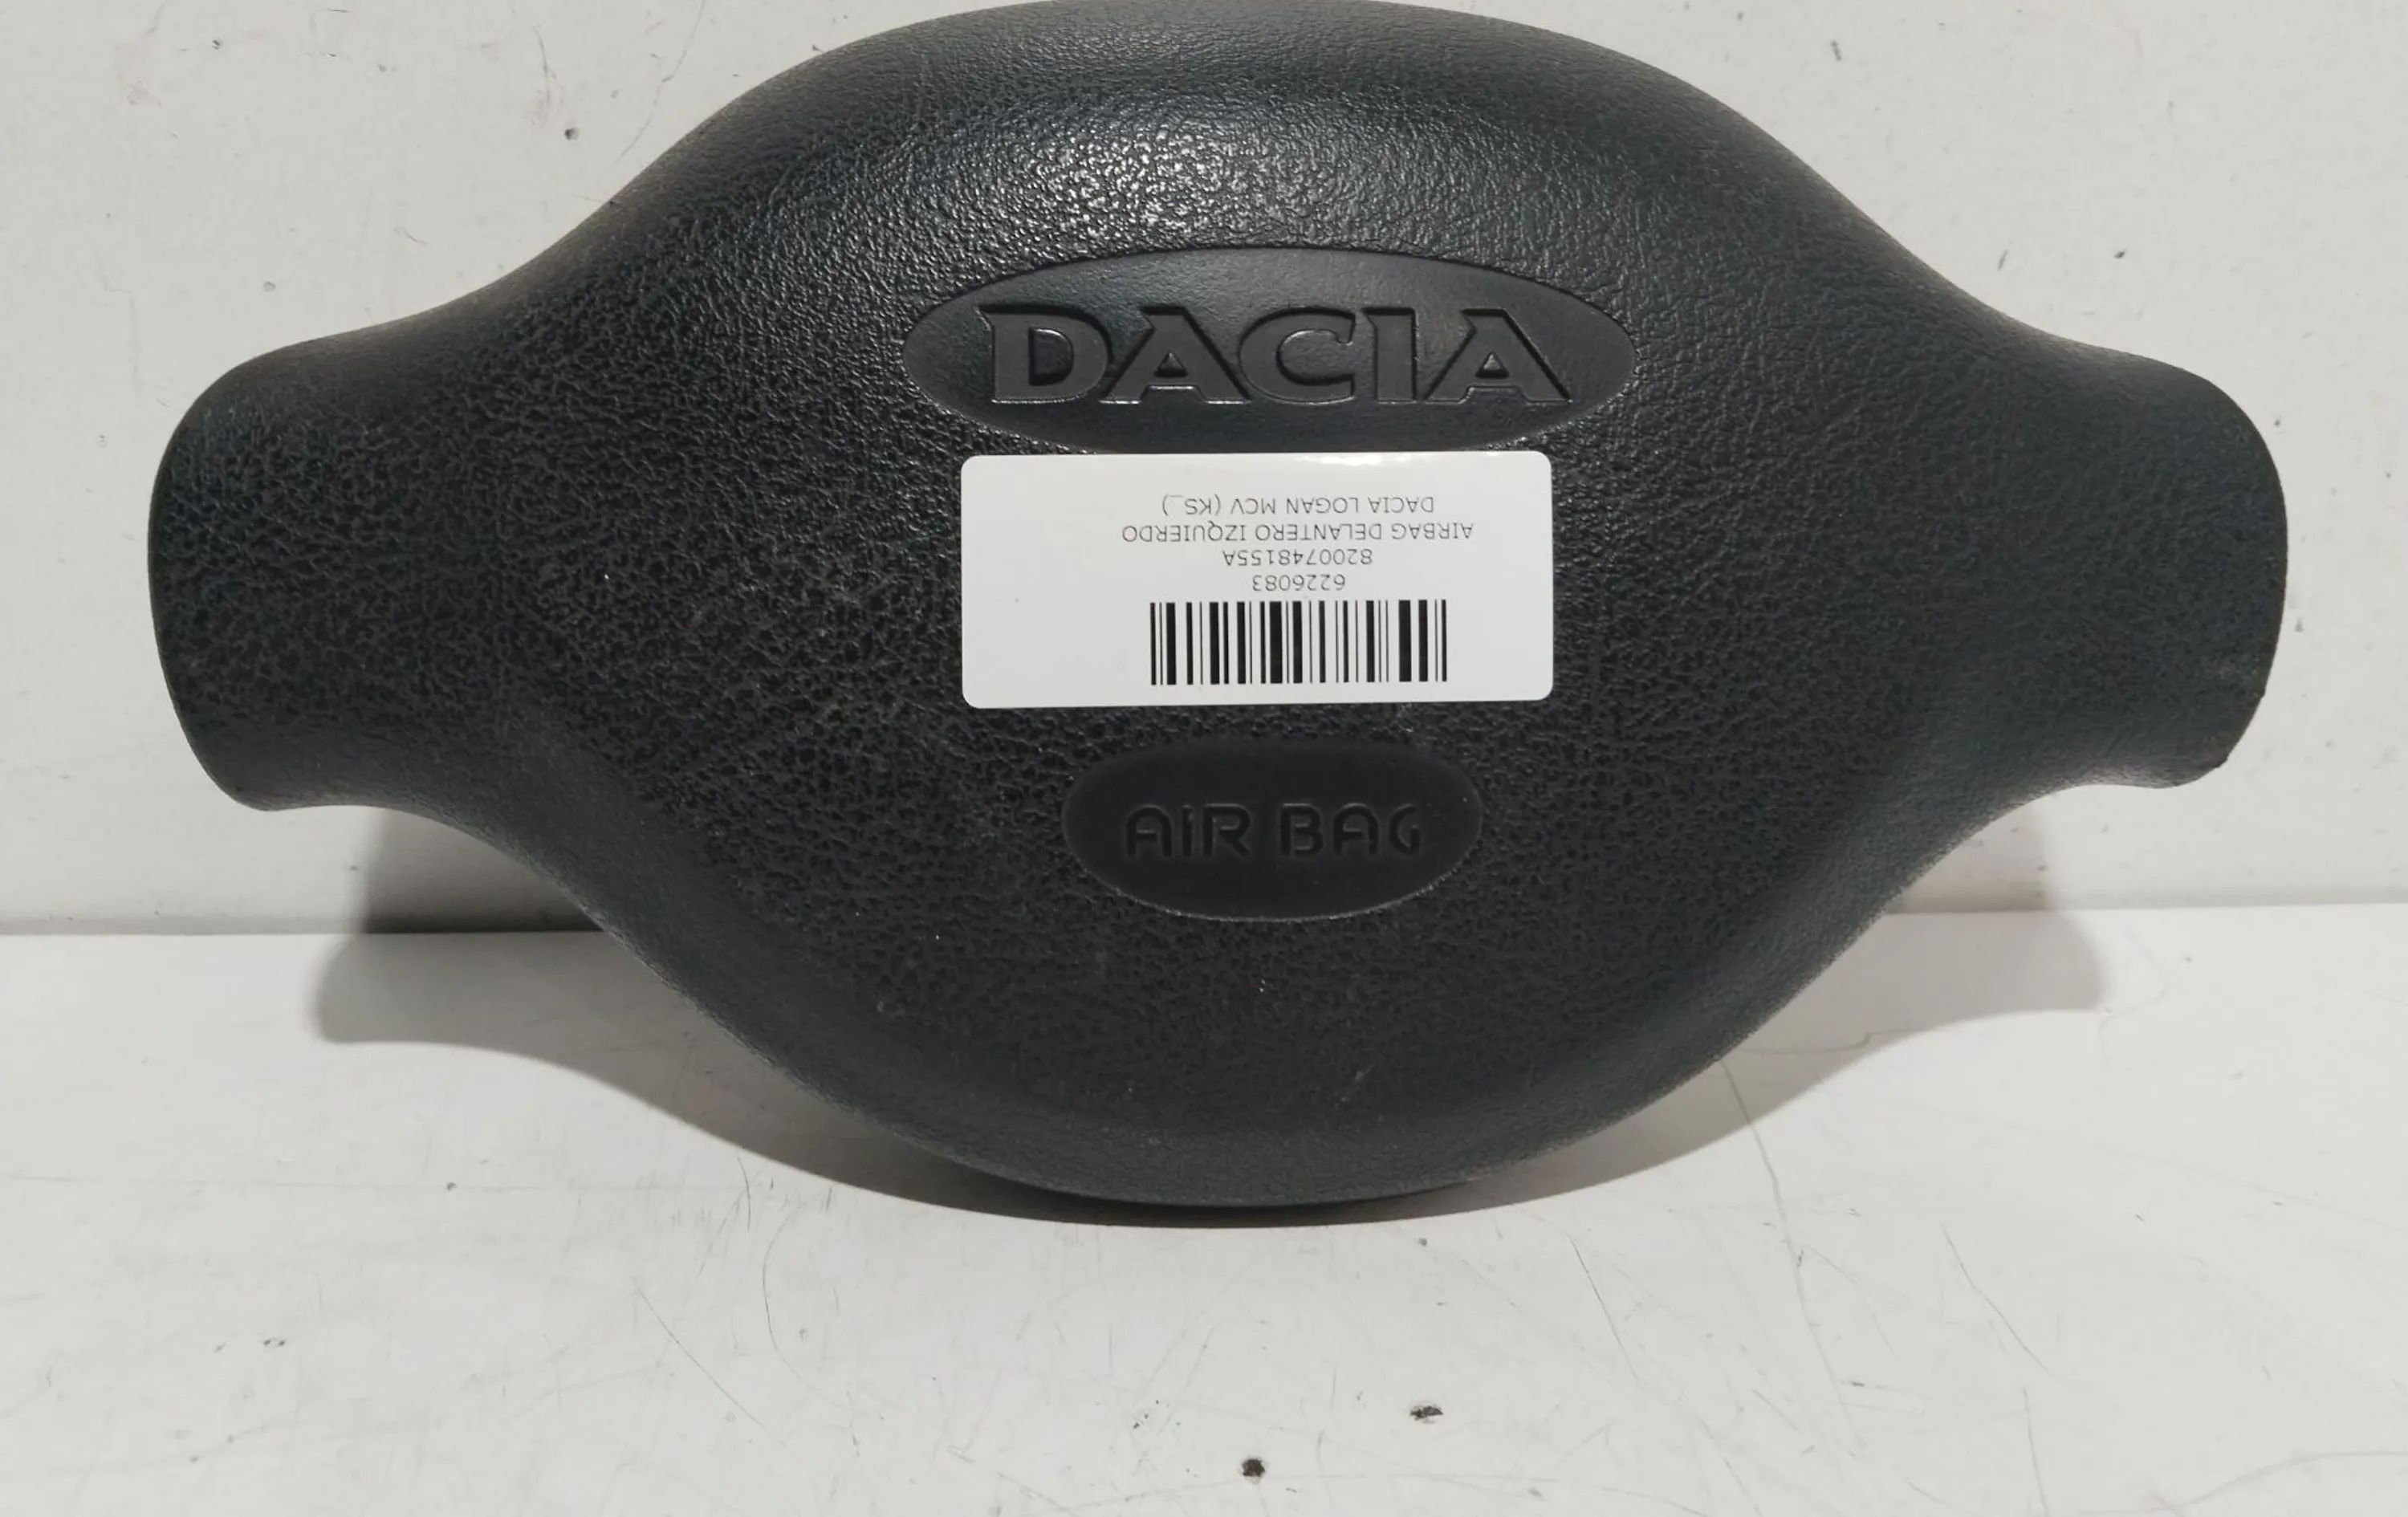 DACIA
6226083
8200748155A
AIRBAG DELANTERO IZQUIERDO
DACIA LOGAN MCV (KS_)
AIR BAG